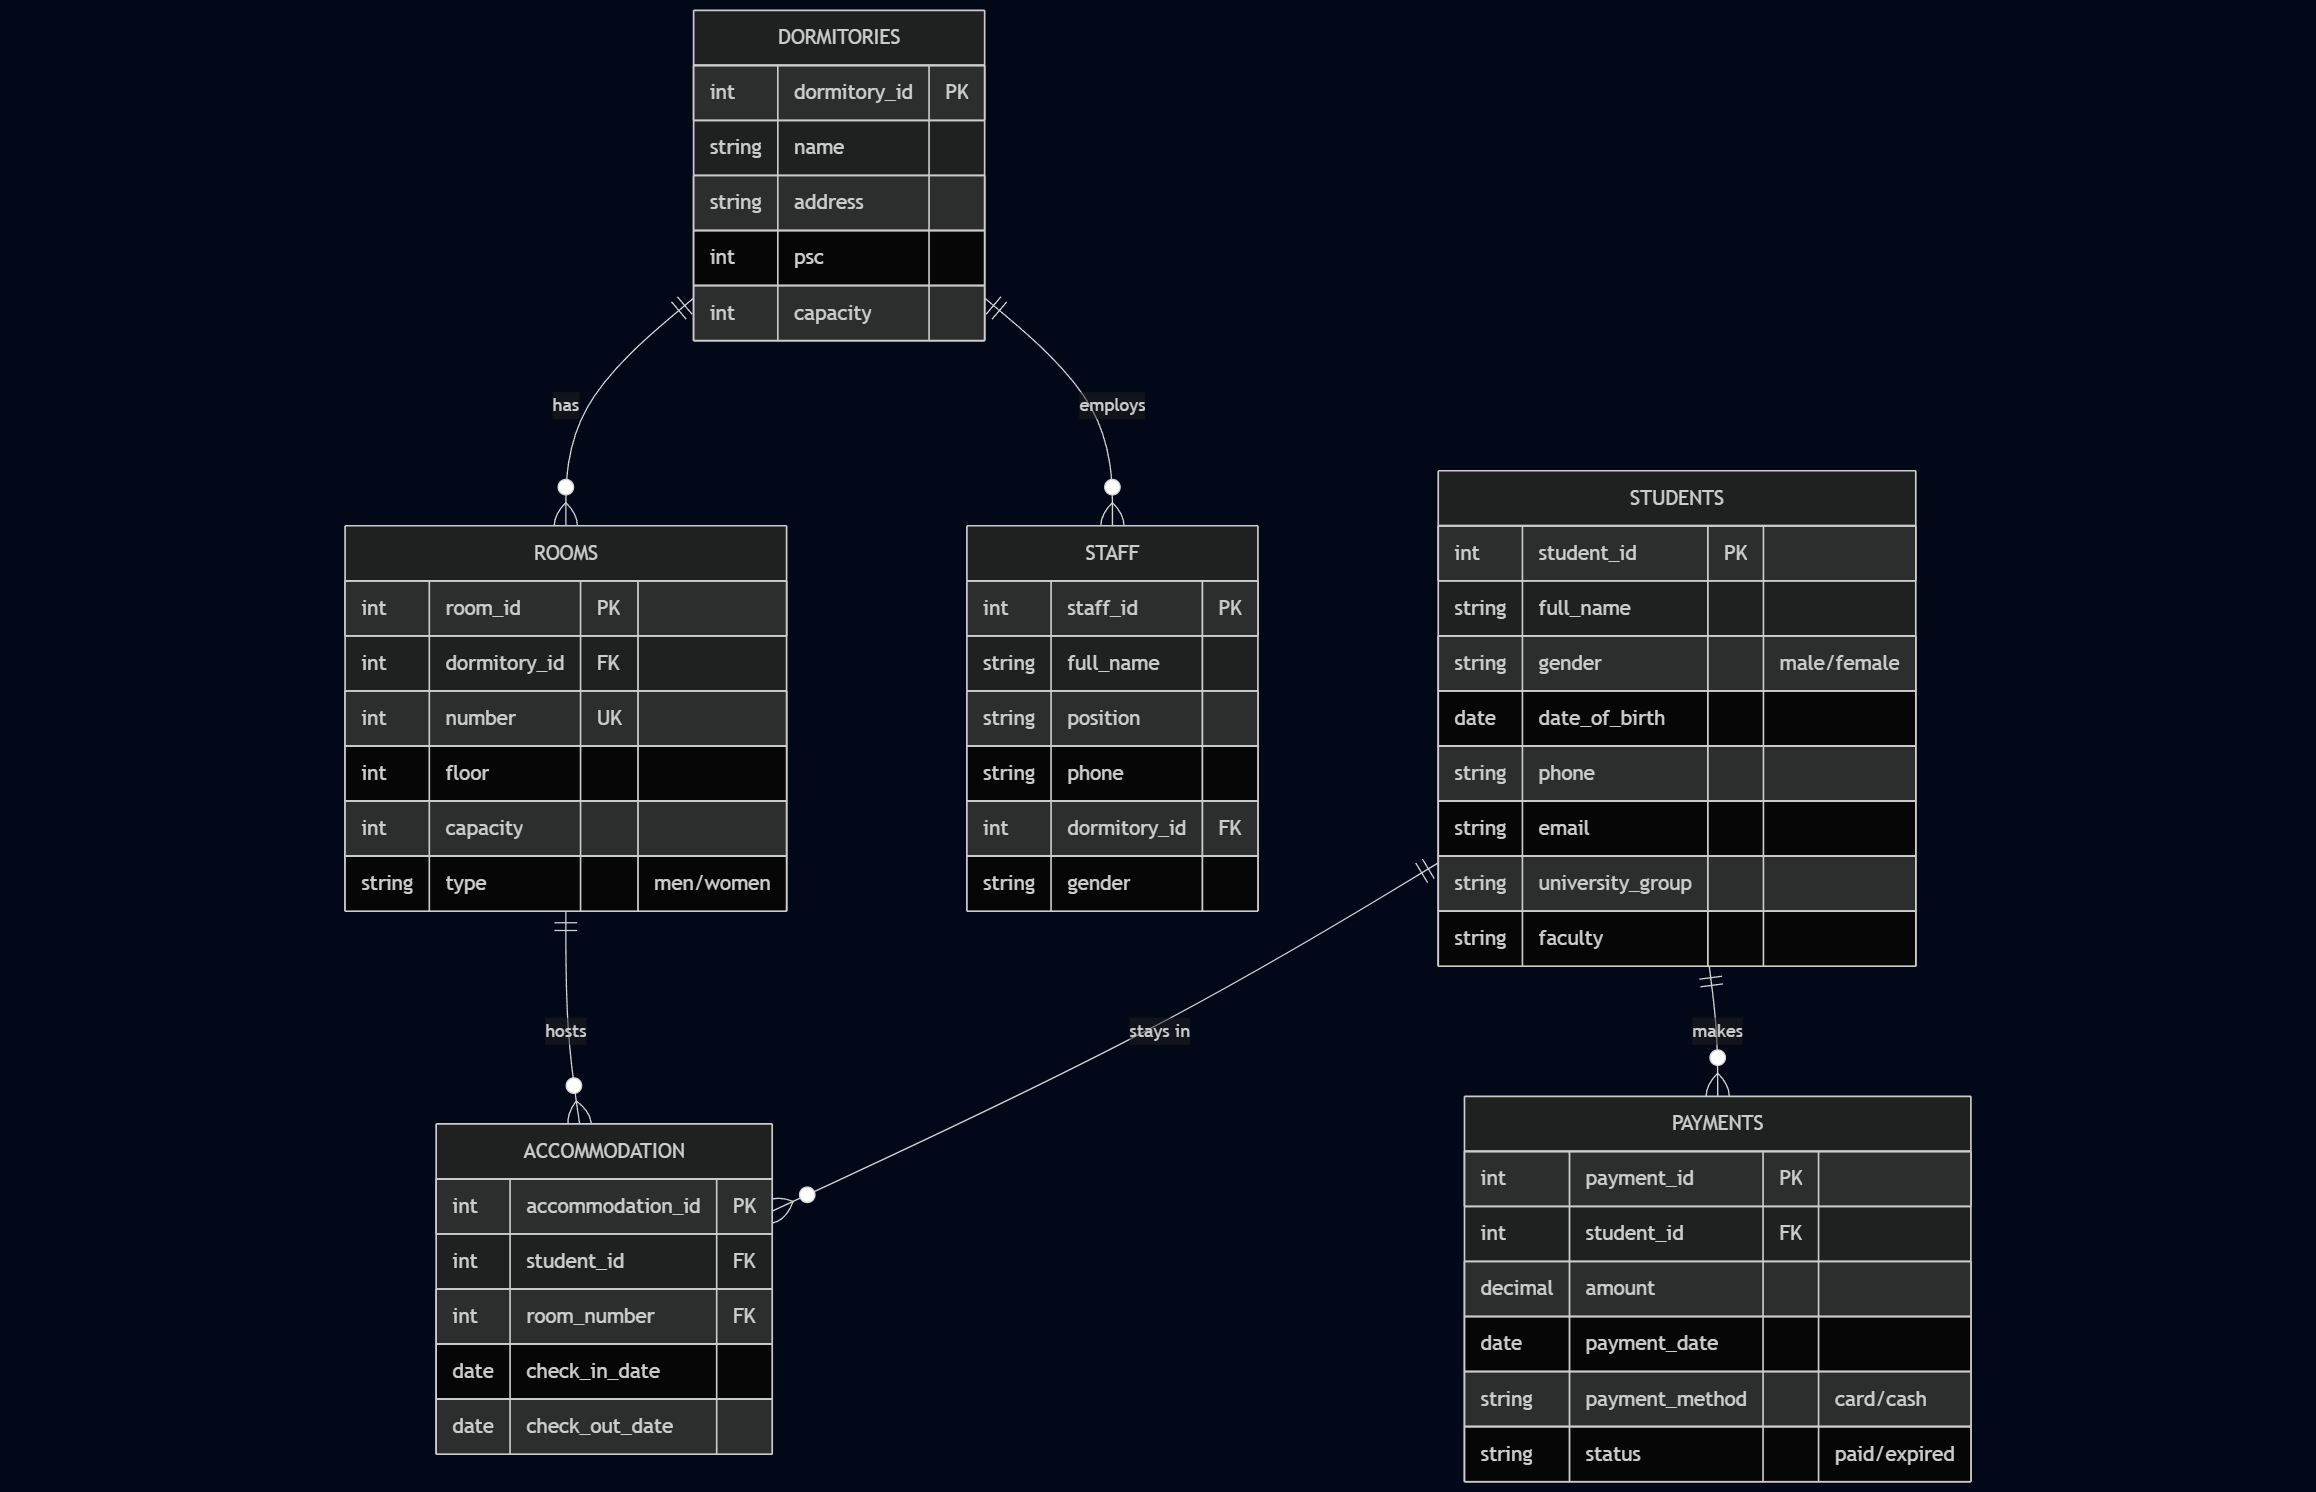 DORMITORIES
int dormitory_id PK
string name
string address
int psc
int capacity
has
employs
ROOMS
int room_id PK
int dormitory_id FK
int number UK
int floor
int capacity
string type men/women
STAFF
int staff_id PK
string full_name
string position
string phone
int dormitory_id FK
string gender
STUDENTS
int student_id PK
string full_name
string gender male/female
date date_of_birth
string phone
string email
string university_group
string faculty
hosts
stays in
makes
ACCOMMODATION
int accommodation_id PK
int student_id FK
int room_number FK
date check_in_date
date check_out_date
PAYMENTS
int payment_id PK
int student_id FK
decimal amount
date payment_date
string payment_method card/cash
string status paid/expired